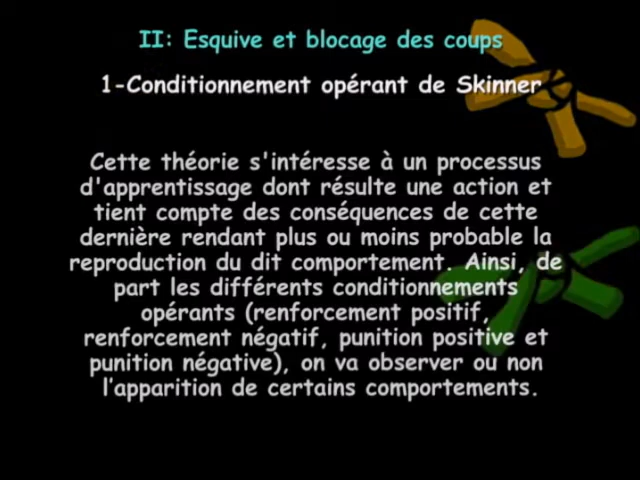 II: Esquive et blocage des coups
1-Conditionnement opérant de Skinner
Cette théorie s'intéresse à un processus
d'apprentissage dont résulte une action et
tient compte des conséquences de cette
dernière rendant plus ou moins probable la
reproduction du dit comportement. Ainsi, de
part les différents conditionnements
opérants (renforcement positif,
renforcement négatif, punition positive et
punition négative), on va observer ou non
l’apparition de certains comportements.